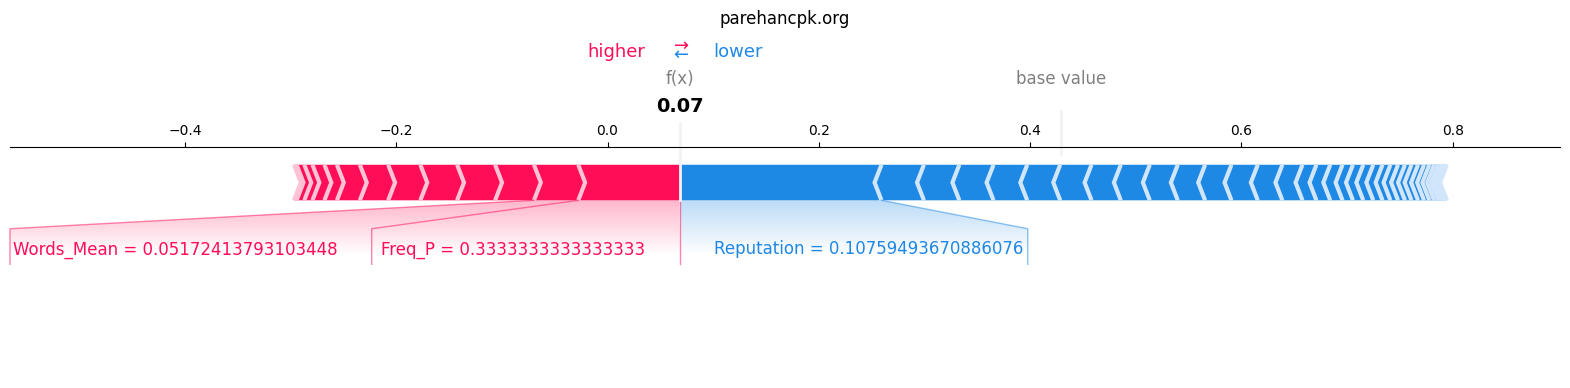 parehancpk.org
higher ⇄ lower
f(x) base value
0.07
−0.4 −0.2 0.0 0.2 0.4 0.6 0.8
Words_Mean = 0.05172413793103448 Freq_P = 0.3333333333333333 Reputation = 0.10759493670886076